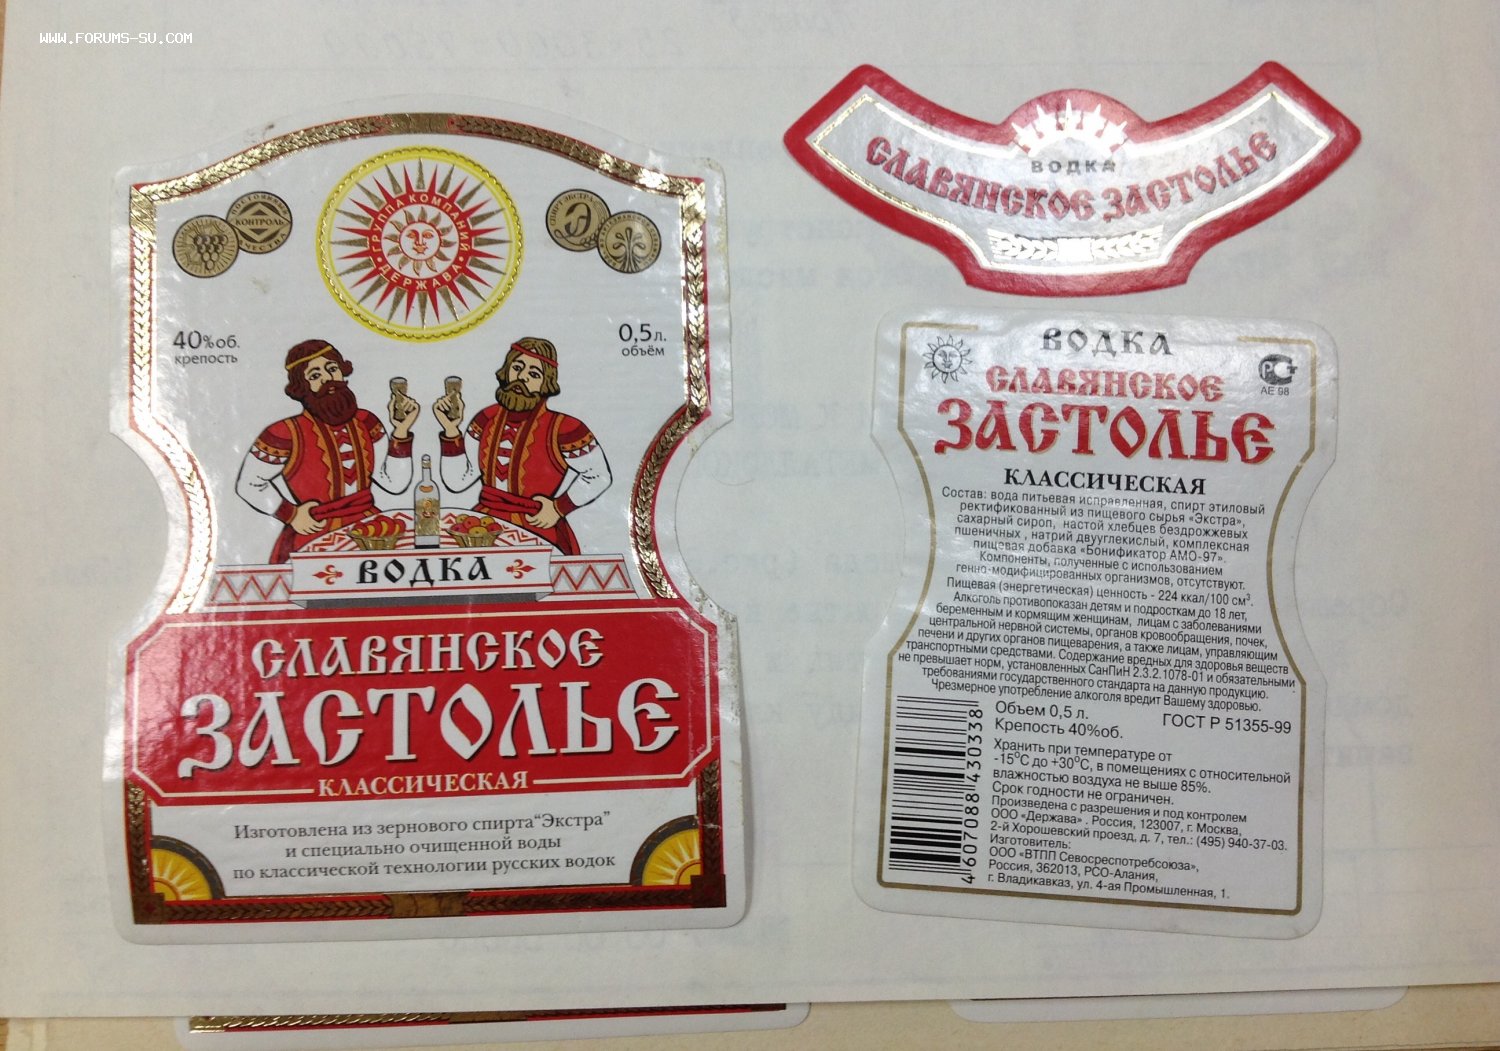 WWW.FORUMS-SU.COM
ПОСТОЯННЫЙ
КОНТРОЛЬ
КАЧЕСТВА
ГРУППА КОМПАНИЙ
ДЕРЖАВА
СПИРТ ЭКСТРА
40%об.
крепость
0,5л.
объём
ВОДКА
СЛАВЯНСКОЕ
ЗАСТОЛЬЕ
КЛАССИЧЕСКАЯ
Изготовлена из зернового спирта“Экстра”
и специально очищенной воды
по классической технологии русских водок
ВОДКА
СЛАВЯНСКОЕ ЗАСТОЛЬЕ
ВОДКА
СЛАВЯНСКОЕ
ЗАСТОЛЬЕ
РСТ
АЕ 98
КЛАССИЧЕСКАЯ
Состав: вода питьевая исправленная, спирт этиловый
ректификованный из пищевого сырья «Экстра»,
сахарный сироп, настой хлебцев бездрожжевых
пшеничных , натрий двууглекислый, комплексная
пищевая добавка «Бонификатор АМО-97».
Компоненты, полученные с использованием
генно-модифицированных организмов, отсутствуют.
Пищевая (энергетическая) ценность - 224 ккал/100 см³.
Алкоголь противопоказан детям и подросткам до 18 лет,
беременным и кормящим женщинам, лицам с заболеваниями
центральной нервной системы, органов кровообращения, почек,
печени и других органов пищеварения, а также лицам, управляющим
транспортными средствами. Содержание вредных для здоровья веществ
не превышает норм, установленных СанПиН 2.3.2.1078-01 и обязательными
требованиями государственного стандарта на данную продукцию.
Чрезмерное употребление алкоголя вредит Вашему здоровью.
Объем 0,5 л.
Крепость 40%об.
ГОСТ Р 51355-99
Хранить при температуре от
-15°С до +30°С, в помещениях с относительной
влажностью воздуха не выше 85%.
Срок годности не ограничен.
Произведена с разрешения и под контролем
ООО «Держава» . Россия, 123007, г. Москва,
2-й Хорошевский проезд, д. 7, тел.: (495) 940-37-03.
Изготовитель:
ООО «ВТПП Севосреспотребсоюза»,
Россия, 362013, РСО-Алания,
г. Владикавказ, ул. 4-ая Промышленная, 1.
4 607088 430338